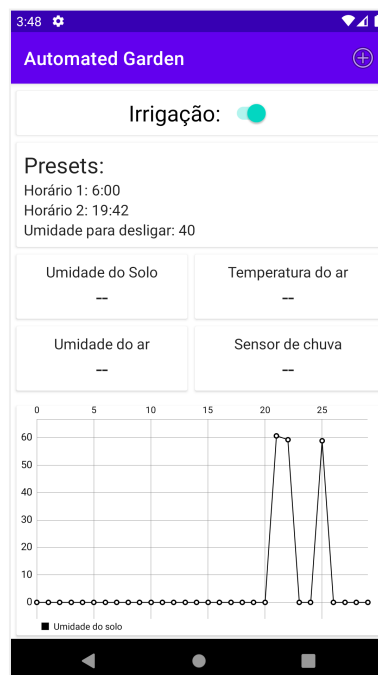 3:48
Automated Garden
Irrigação:
Presets:
Horário 1: 6:00
Horário 2: 19:42
Umidade para desligar: 40
Umidade do Solo
--
Temperatura do ar
--
Umidade do ar
--
Sensor de chuva
--
0 5 10 15 20 25
60
50
40
30
20
10
0
Umidade do solo